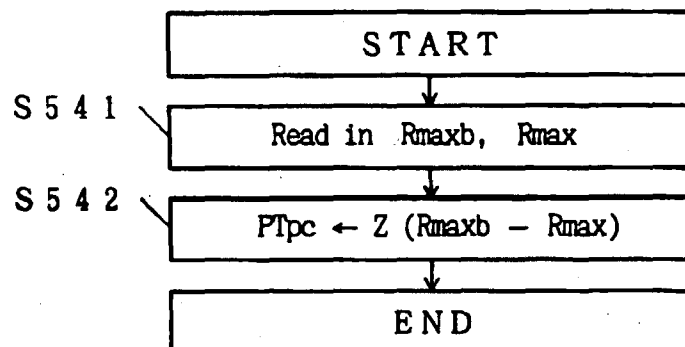 START
S541
Read in Rmaxb, Rmax
S542
PTpc ← Z (Rmaxb − Rmax)
END